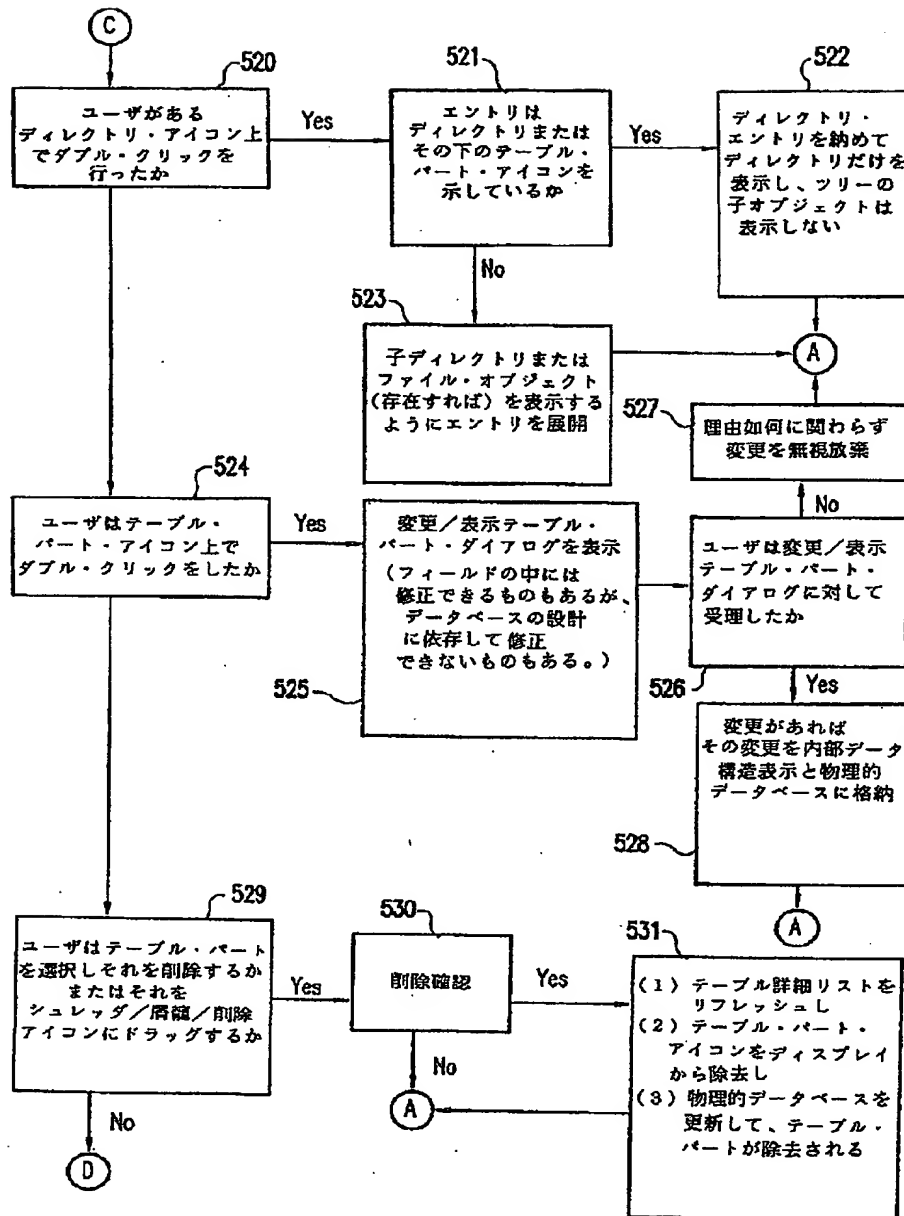 C
520
ユーザがある
ディレクトリ・アイコン上
でダブル・クリックを
行ったか
Yes
521
エントリは
ディレクトリまたは
その下のテーブル・
パート・アイコンを
示しているか
Yes
522
ディレクトリ・
エントリを納めて
ディレクトリだけを
表示し、ツリーの
子オブジェクトは
表示しない
No
523
子ディレクトリまたは
ファイル・オブジェクト
(存在すれば)を表示する
ようにエントリを展開
A
527
理由如何に関わらず
変更を無視放棄
No
524
ユーザはテーブル・
パート・アイコン上で
ダブル・クリックをしたか
Yes
変更/表示テーブル・
パート・ダイアログを表示
(フィールドの中には
修正できるものもあるが、
データベースの設計
に依存して修正
できないものもある。)
525
ユーザは変更/表示
テーブル・パート・
ダイアログに対して
受理したか
526
Yes
変更があれば
その変更を内部データ
構造表示と物理的
データベースに格納
528
A
529
ユーザはテーブル・パート
を選択しそれを削除するか
またはそれを
シュレッダ/屑籠/削除
アイコンにドラッグするか
Yes
530
削除確認
Yes
531
(1)テーブル詳細リストを
リフレッシュし
(2)テーブル・パート・
アイコンをディスプレイ
から除去し
(3)物理的データベースを
更新して、テーブル・
パートが除去される
No
A
No
D